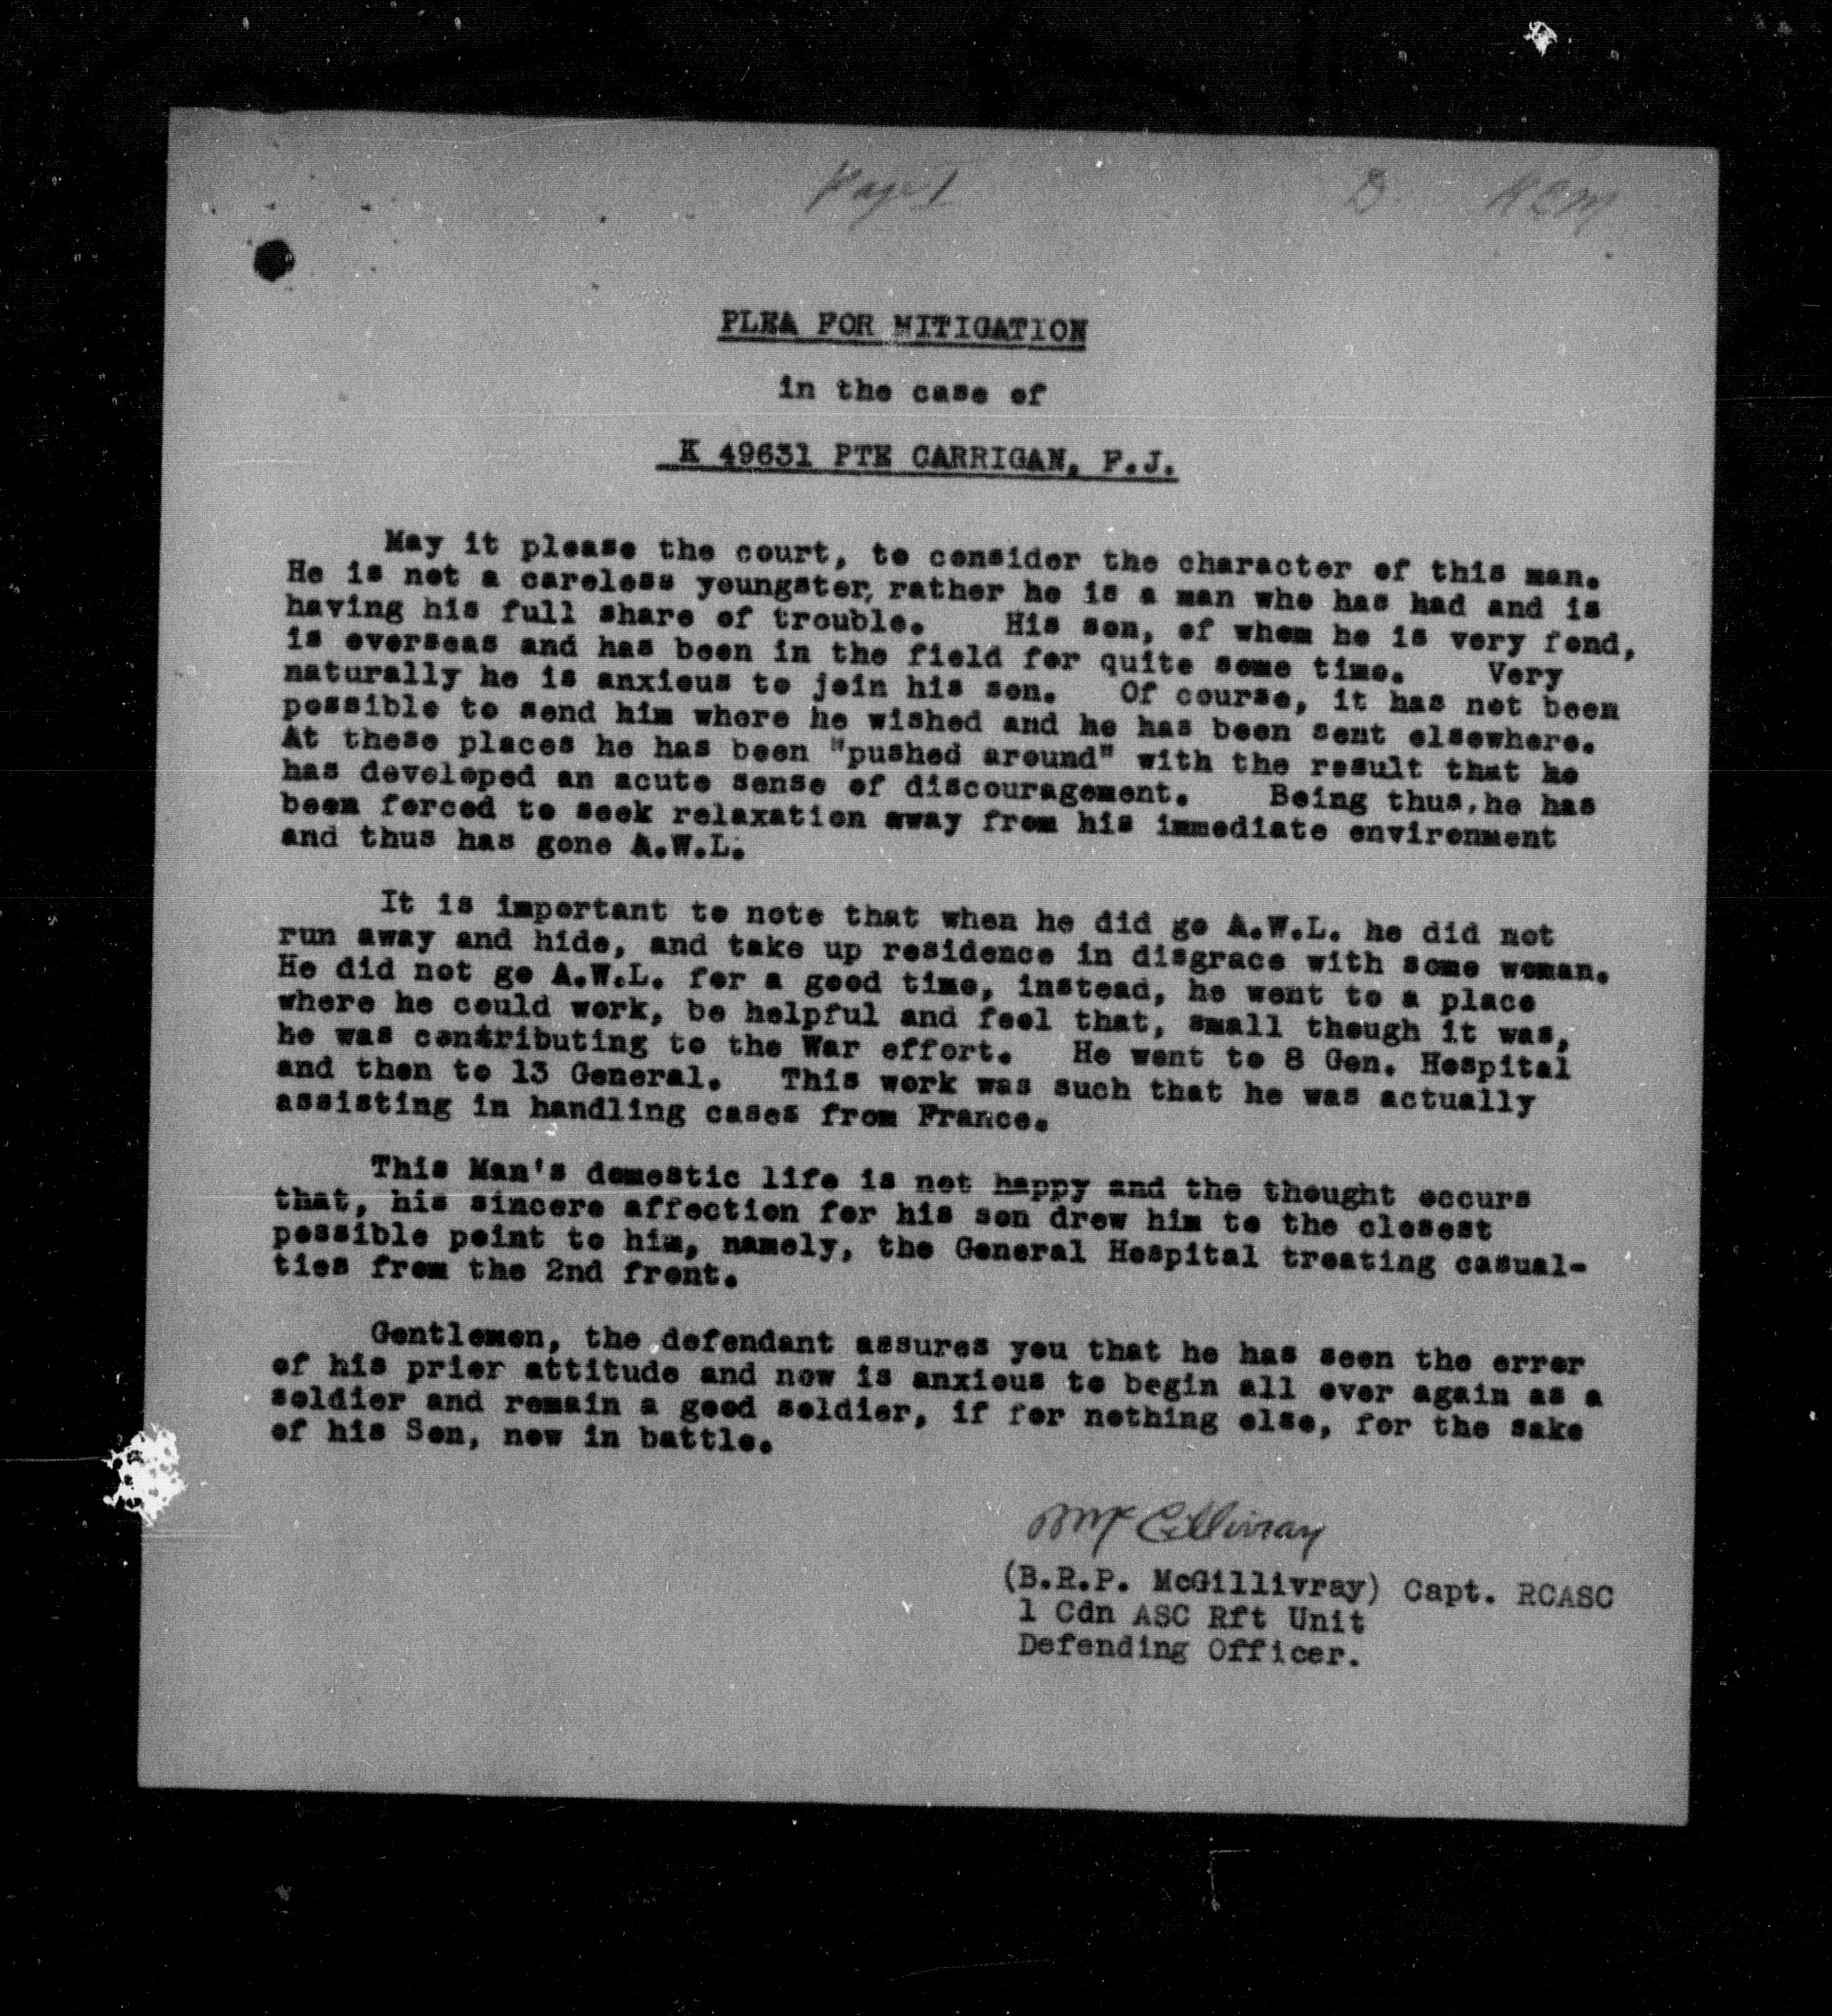 Page I B.
PLEA FOR MITIGATION
in the case of
K 49631 PTE CARRIGAN, F.J.
May it please the court, to consider the character of this man.
He is not a careless youngster, rather he is a man who has had and is
having his full share of trouble. His son, of whom he is very fond,
is overseas and has been in the field for quite some time. Very
naturally he is anxious to join his son. Of course, it has not been
possible to send him where he wished and he has been sent elsewhere.
At these places he has been "pushed around" with the result that he
has developed an acute sense of discouragement. Being thus, he has
been forced to seek relaxation away from his immediate environment
and thus has gone A.W.L.
It is important to note that when he did go A.W.L. he did not
run away and hide, and take up residence in disgrace with some woman.
He did not go A.W.L. for a good time, instead, he went to a place
where he could work, be helpful and feel that, small though it was,
he was contributing to the War effort. He went to 8 Gen. Hospital
and then to 13 General. This work was such that he was actually
assisting in handling cases from France.
This Man's domestic life is not happy and the thought occurs
that, his sincere affection for his son drew him to the closest
possible point to him, namely, the General Hospital treating casual-
ties from the 2nd front.
Gentlemen, the defendant assures you that he has seen the error
of his prior attitude and now is anxious to begin all over again as a
soldier and remain a good soldier, if for nothing else, for the sake
of his Son, now in battle.
(B.R.P. McGillivray) Capt. RCASC
1 Cdn ASC Rft Unit
Defending Officer.